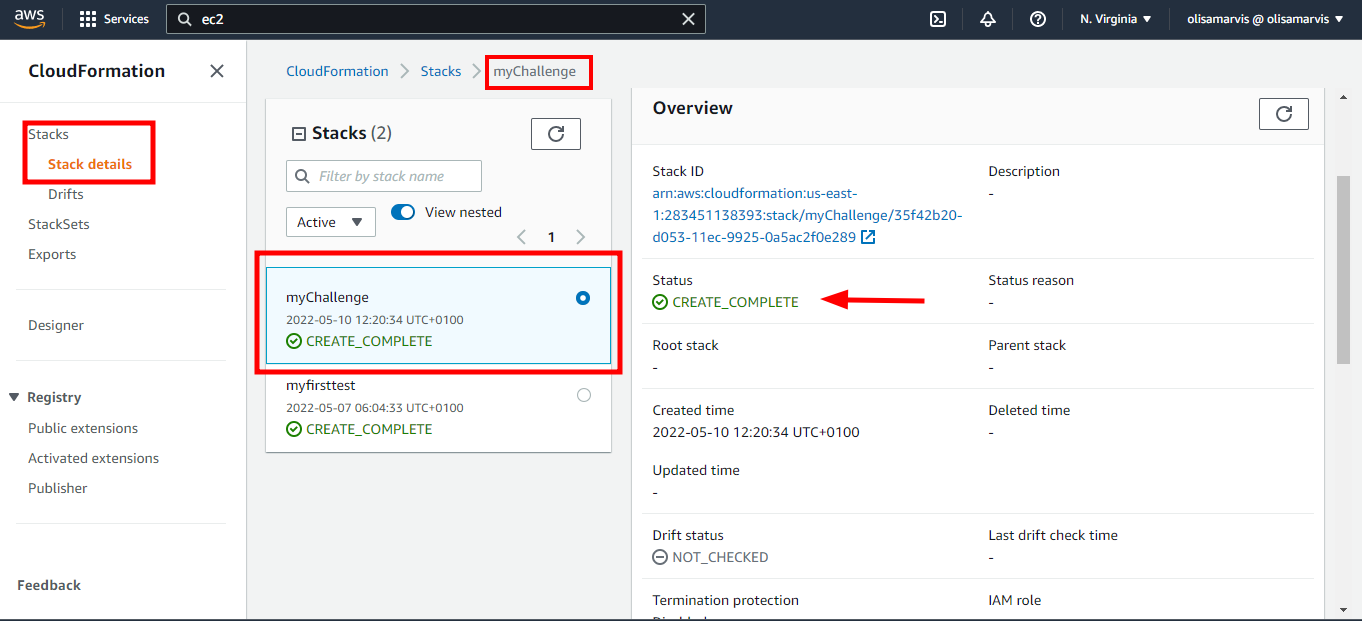 aws
Services
ec2
N. Virginia
olisamarvis @ olisamarvis
CloudFormation
Stacks
Stack details
Drifts
StackSets
Exports
Designer
Registry
Public extensions
Activated extensions
Publisher
Feedback
CloudFormation
Stacks
myChallenge
Stacks (2)
Filter by stack name
Active
View nested
1
myChallenge
2022-05-10 12:20:34 UTC+0100
CREATE_COMPLETE
myfirsttest
2022-05-07 06:04:33 UTC+0100
CREATE_COMPLETE
Overview
Stack ID
arn:aws:cloudformation:us-east-
1:283451138393:stack/myChallenge/35f42b20-
d053-11ec-9925-0a5ac2f0e289
Description
-
Status
CREATE_COMPLETE
Status reason
-
Root stack
-
Parent stack
-
Created time
2022-05-10 12:20:34 UTC+0100
Deleted time
-
Updated time
-
Drift status
NOT_CHECKED
Last drift check time
-
Termination protection
IAM role